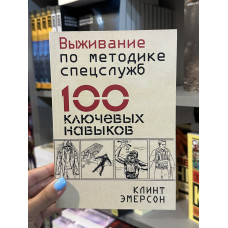 Выживание
по методике
спецслужб
100
ключевых
навыков
Клинт
Эмерсон